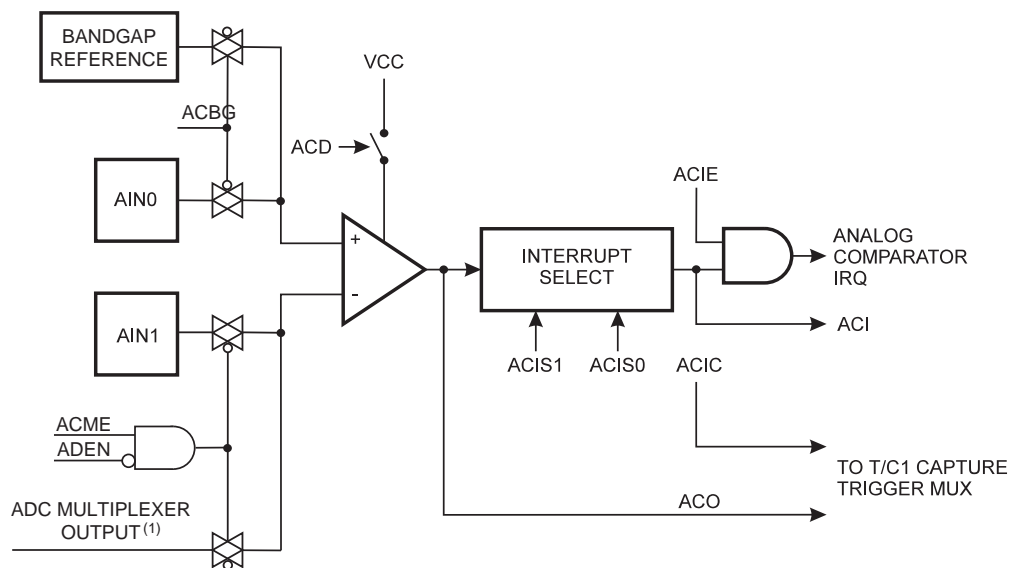 BANDGAP
REFERENCE
VCC
ACBG
ACD
ACIE
AIN0
+
ANALOG
COMPARATOR
IRQ
INTERRUPT
SELECT
-
AIN1
ACI
ACIS1
ACIS0
ACIC
ACME
ADEN
TO T/C1 CAPTURE
TRIGGER MUX
ACO
ADC MULTIPLEXER
OUTPUT (1)